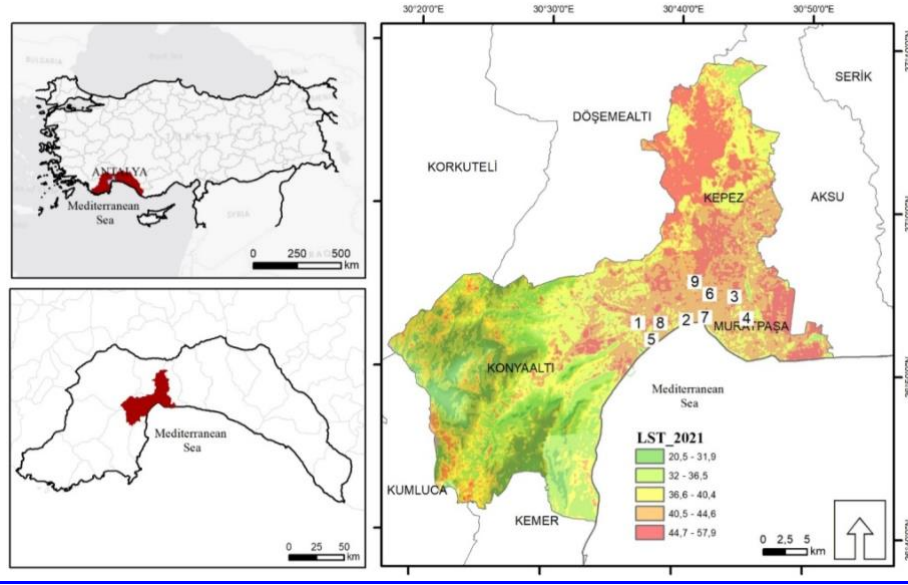 BULGARIA
TURKEY
ANTALYA
Mediterranean
Sea
SYRIA
0 250 500
km
Mediterranean
Sea
0 25 50
km
30°20'0"E 30°30'0"E 30°40'0"E 30°50'0"E
SERİK
DÖŞEMEALTI
KORKUTELİ
KEPEZ
AKSU
9
6
3
1 8 2 7 4
MURATPAŞA
5
KONYAALTI
Mediterranean
Sea
LST_2021
20,5 - 31,9
32 - 36,5
36,6 - 40,4
40,5 - 44,6
44,7 - 57,9
KUMLUCA
KEMER
0 2,5 5
km